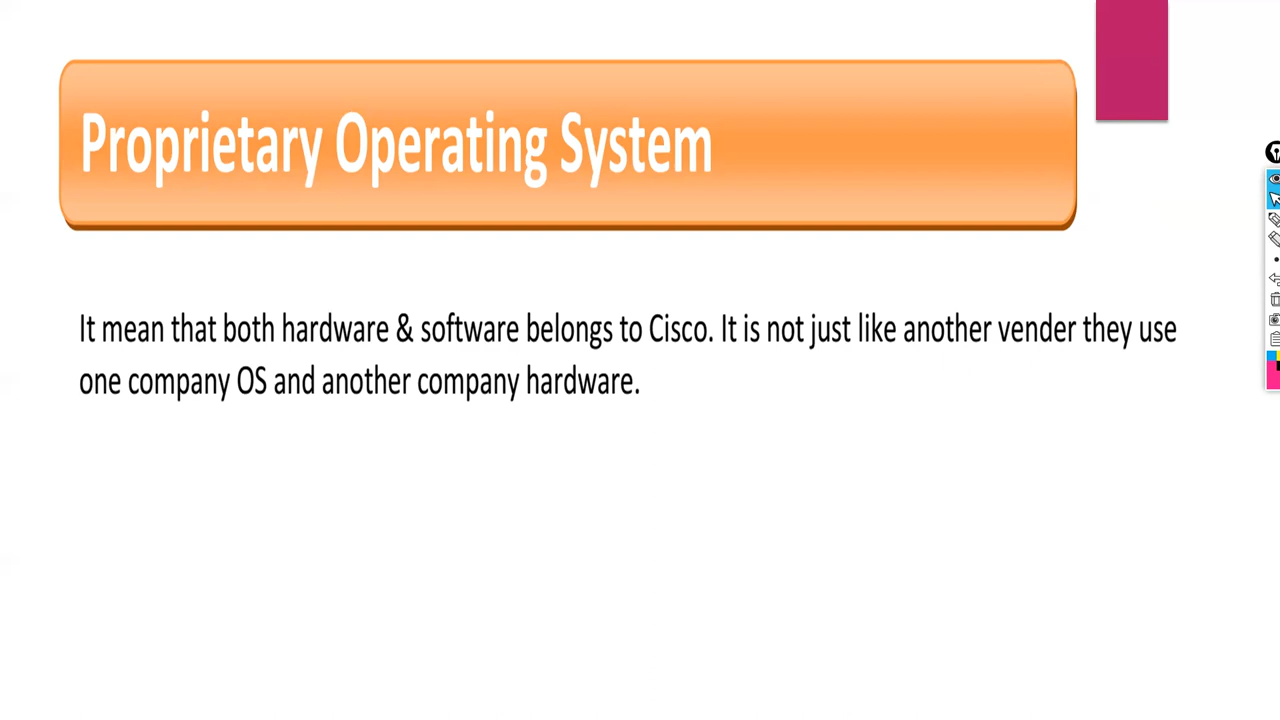 Proprietary Operating System
It mean that both hardware & software belongs to Cisco. It is not just like another vender they use
one company OS and another company hardware.